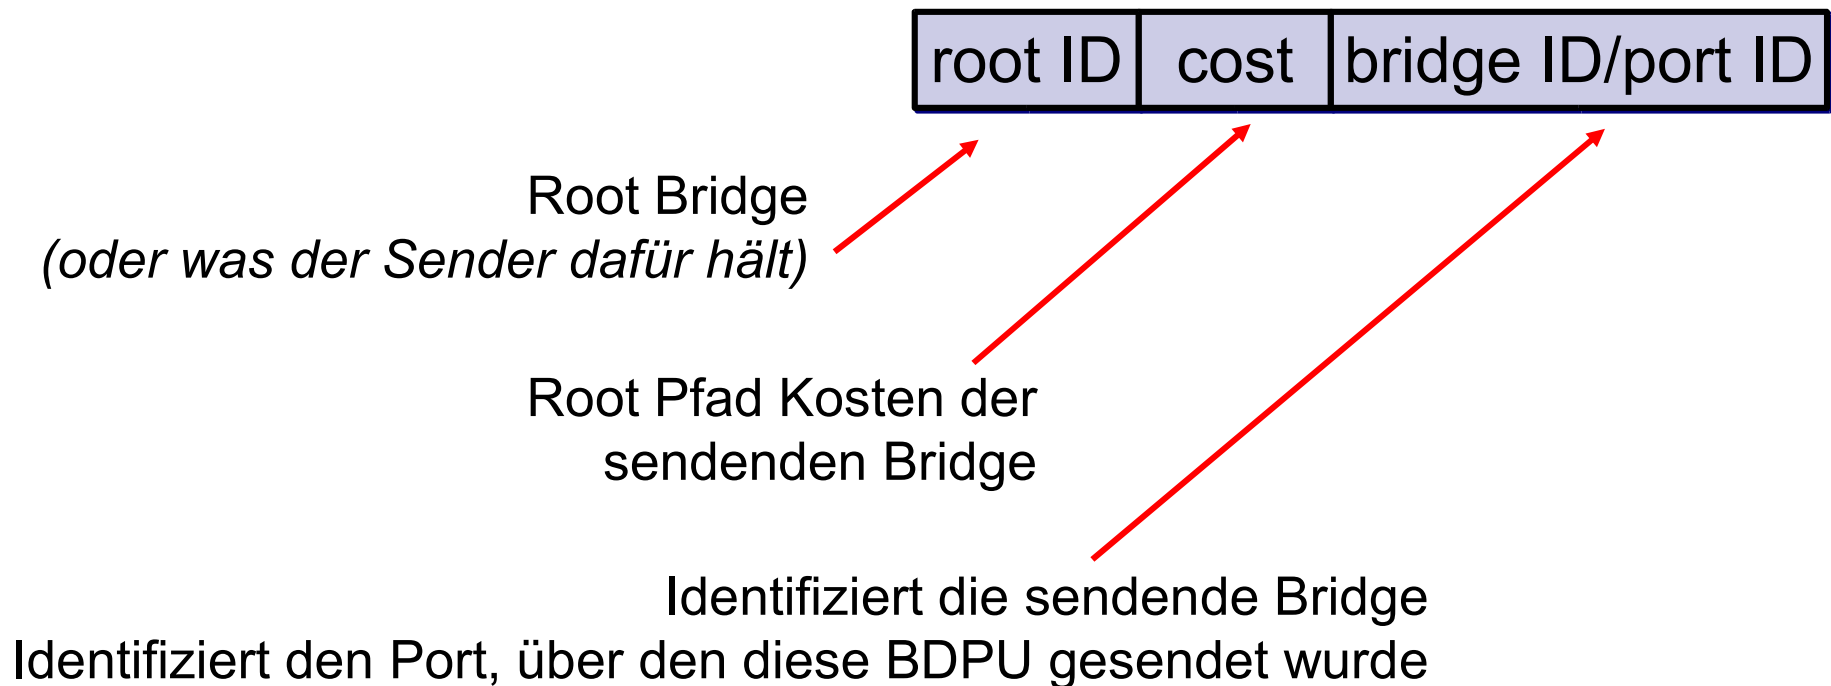 root ID cost bridge ID/port ID
Root Bridge
(oder was der Sender dafür hält)
Root Pfad Kosten der
sendenden Bridge
Identifiziert die sendende Bridge
Identifiziert den Port, über den diese BDPU gesendet wurde